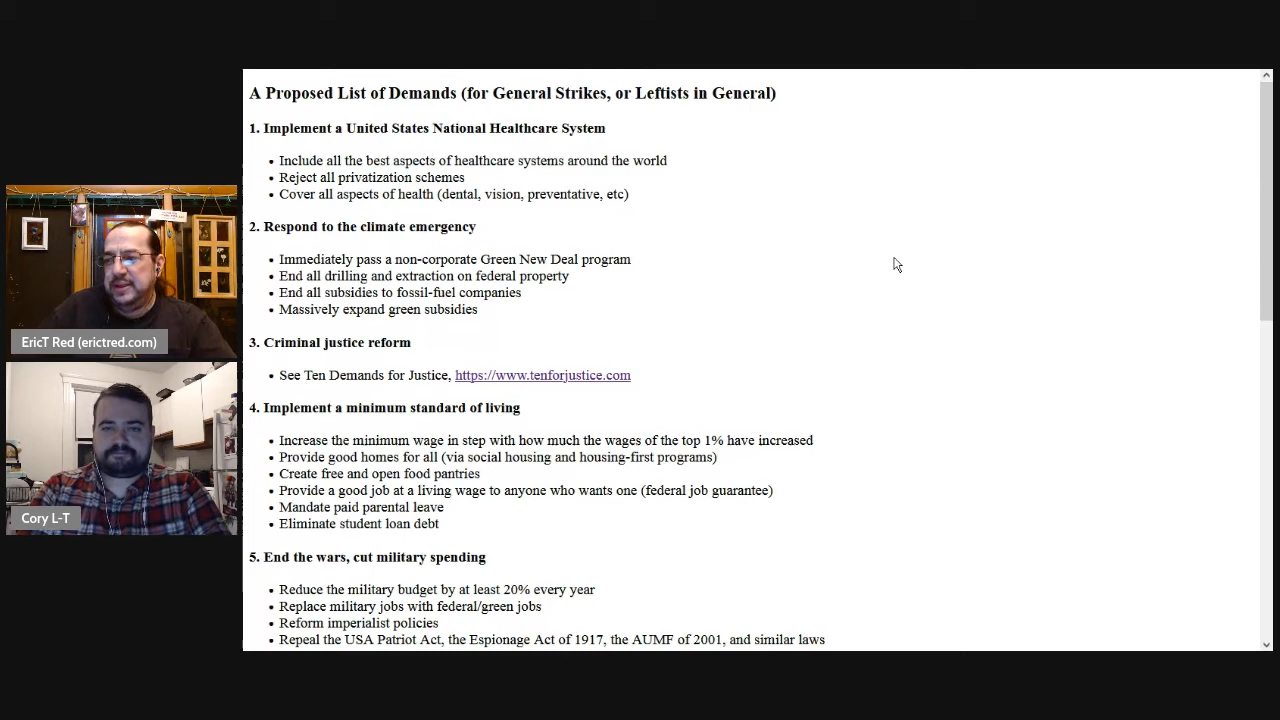 A Proposed List of Demands (for General Strikes, or Leftists in General)
1. Implement a United States National Healthcare System
• Include all the best aspects of healthcare systems around the world
• Reject all privatization schemes
• Cover all aspects of health (dental, vision, preventative, etc)
2. Respond to the climate emergency
• Immediately pass a non-corporate Green New Deal program
• End all drilling and extraction on federal property
• End all subsidies to fossil-fuel companies
• Massively expand green subsidies
3. Criminal justice reform
• See Ten Demands for Justice, https://www.tenforjustice.com
4. Implement a minimum standard of living
• Increase the minimum wage in step with how much the wages of the top 1% have increased
• Provide good homes for all (via social housing and housing-first programs)
• Create free and open food pantries
• Provide a good job at a living wage to anyone who wants one (federal job guarantee)
• Mandate paid parental leave
• Eliminate student loan debt
5. End the wars, cut military spending
• Reduce the military budget by at least 20% every year
• Replace military jobs with federal/green jobs
• Reform imperialist policies
• Repeal the USA Patriot Act, the Espionage Act of 1917, the AUMF of 2001, and similar laws
EricT Red (erictred.com)
Cory L-T